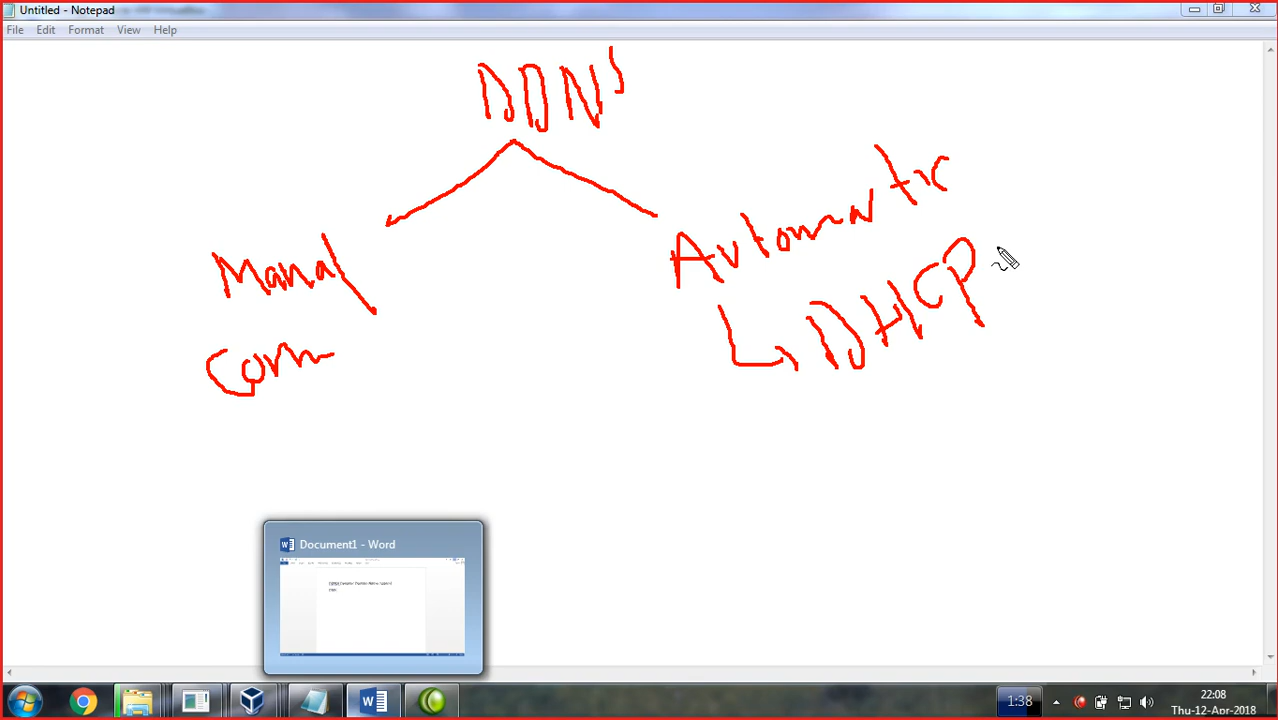 Untitled - Notepad
File Edit Format View Help
DDNS
Manal
Automatic
Com
DHCP
Document1 - Word
1:38
22:08
Thu-12-Apr-2018